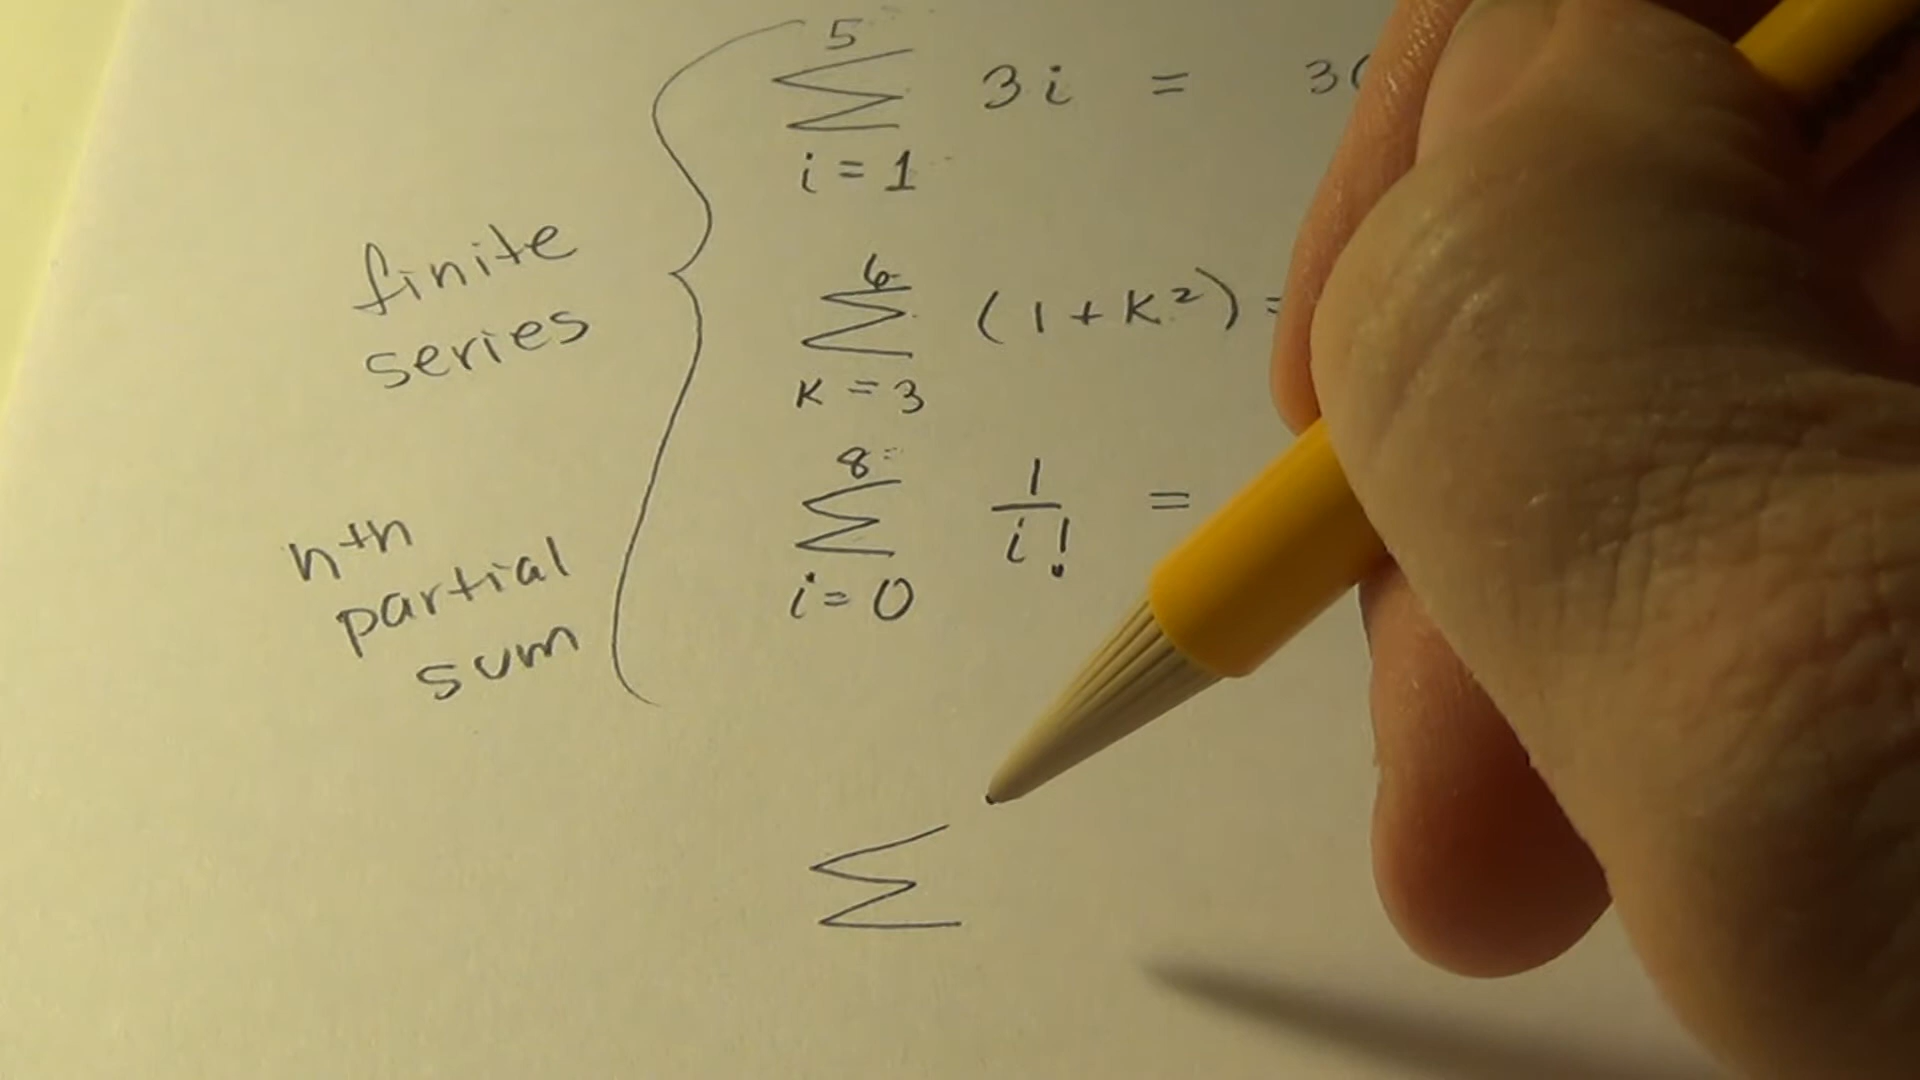 5
∑ 3i = 3(
i = 1
finite
series
6
∑ (1 + k²) =
k = 3
8
∑ 1/i! =
i = 0
nth
partial
sum
∑